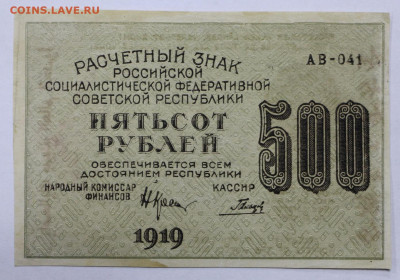 COINS.LAVE.RU
РАСЧЕТНЫЙ ЗНАК
РОССИЙСКОЙ
АВ-041
СОЦИАЛИСТИЧЕСКОЙ ФЕДЕРАТИВНОЙ
СОВЕТСКОЙ РЕСПУБЛИКИ
ПЯТЬСОТ
РУБЛЕЙ
500
ОБЕСПЕЧИВАЕТСЯ ВСЕМ
ДОСТОЯНИЕМ РЕСПУБЛИКИ
НАРОДНЫЙ КОМИССАР
ФИНАНСОВ
КАССИР
1919